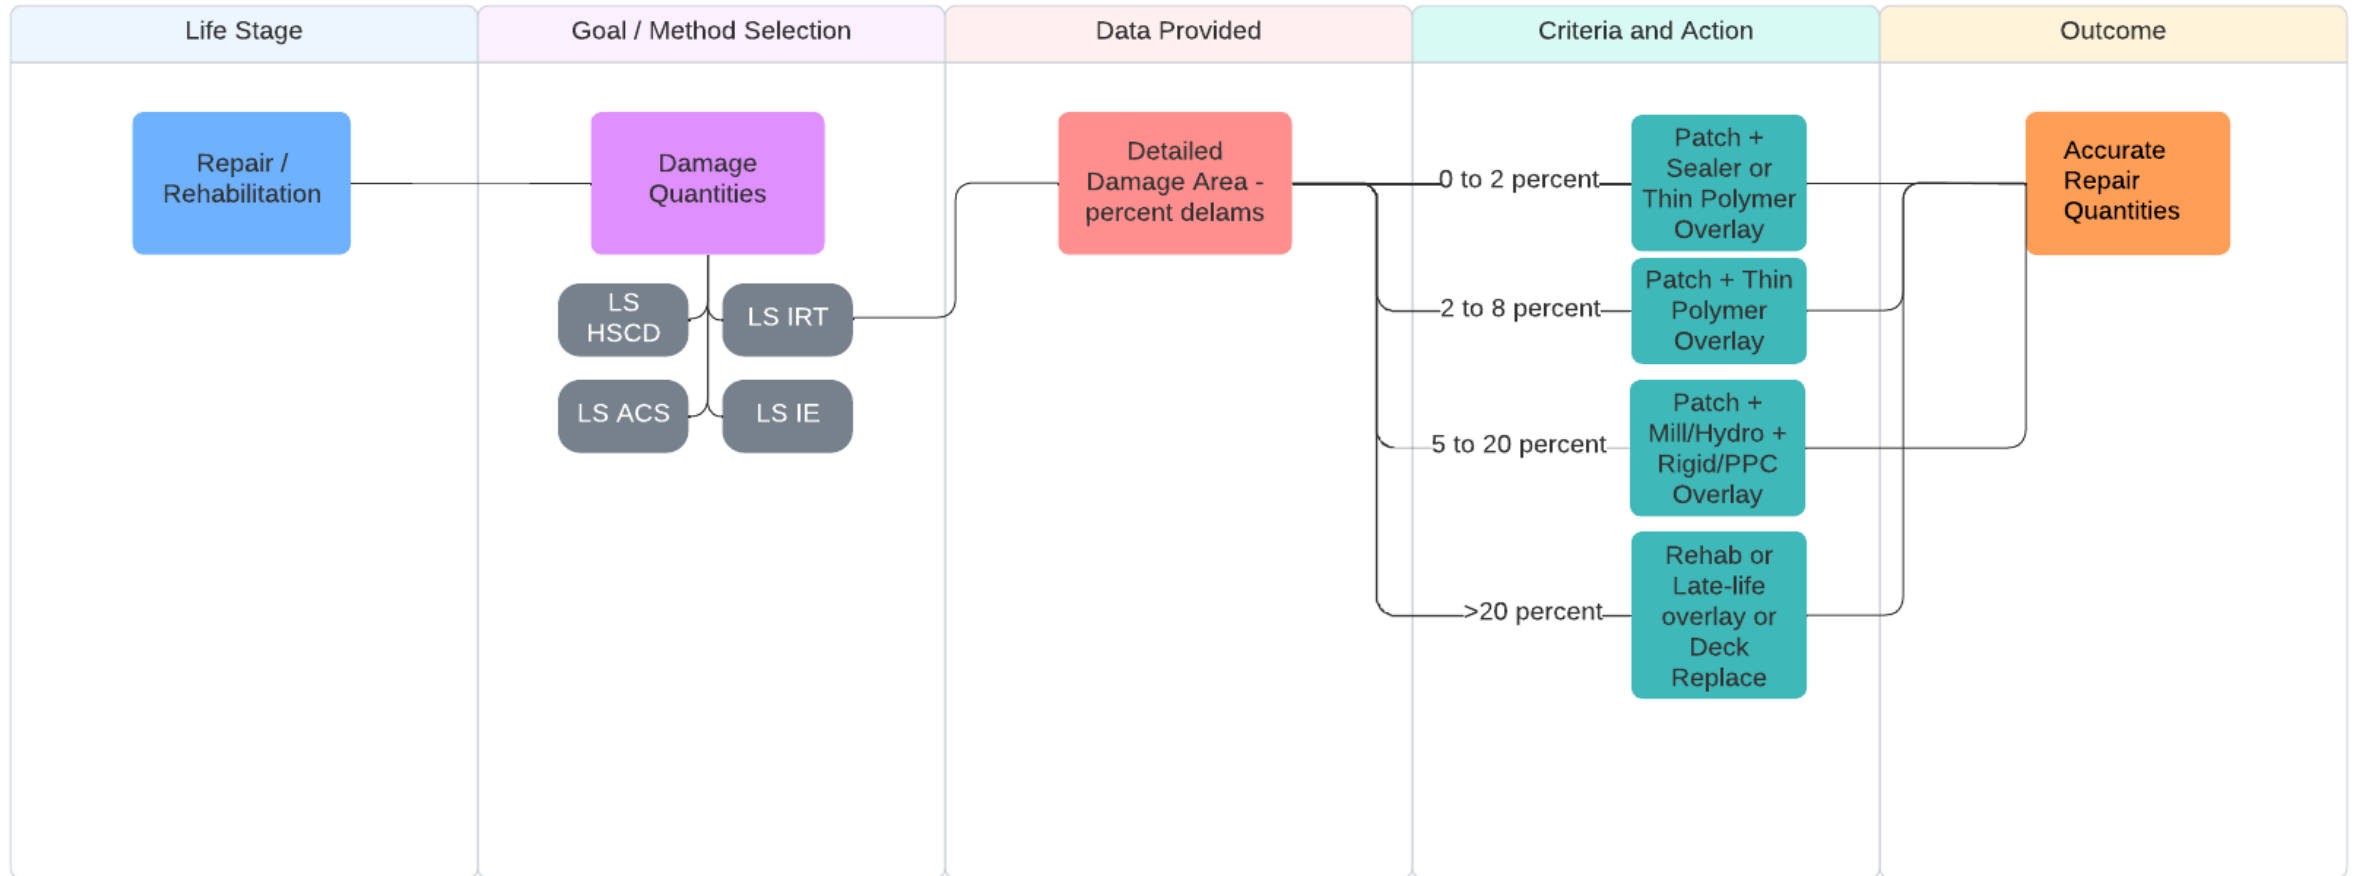 Life Stage
Goal / Method Selection
Data Provided
Criteria and Action
Outcome
Repair /
Rehabilitation
Damage
Quantities
LS
HSCD
LS IRT
LS ACS
LS IE
Detailed
Damage Area -
percent delams
0 to 2 percent
Patch +
Sealer or
Thin Polymer
Overlay
2 to 8 percent
Patch + Thin
Polymer
Overlay
5 to 20 percent
Patch +
Mill/Hydro +
Rigid/PPC
Overlay
>20 percent
Rehab or
Late-life
overlay or
Deck
Replace
Accurate
Repair
Quantities